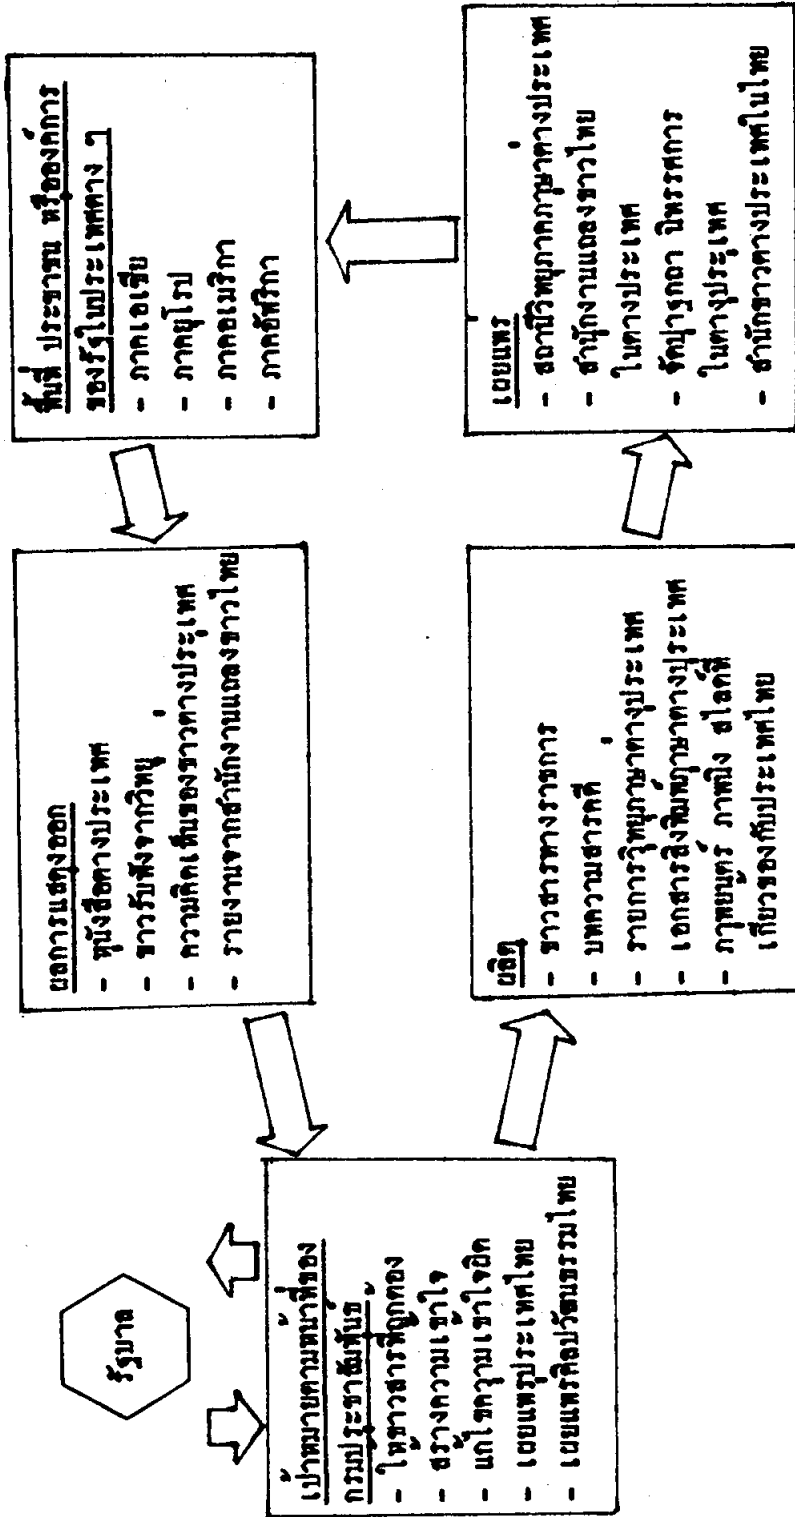 รัฐบาล
เป้าหมายตามหน้าที่ของ
กรมประชาสัมพันธ์
- ให้ข่าวสารที่ถูกต้อง
- สร้างความเข้าใจ
- แก้ไขความเข้าใจผิด
- เผยแพร่ประเทศไทย
- เผยแพร่ศิลปวัฒนธรรมไทย
ผลิต
- ข่าวสารทางราชการ
- บทความสารคดี
- รายการวิทยุภาษาต่างประเทศ
- เอกสารสิ่งพิมพ์ภาษาต่างประเทศ
- ภาพยนตร์ ภาพนิ่ง สไลด์ที่
เกี่ยวของกับประเทศไทย
เผยแพร่
- สถานีวิทยุภาคภาษาต่างประเทศ
- สำนักงานแถลงข่าวไทย
ในต่างประเทศ
- จัดปาฐกถา นิทรรศการ
ในต่างประเทศ
- สำนักข่าวต่างประเทศในไทย
พื้นที่ ประชาชน หรือองค์การ
ของรัฐในประเทศต่าง ๆ
- ภาคเอเชีย
- ภาคยุโรป
- ภาคอเมริกา
- ภาคอัฟริกา
ผลการแสดงออก
- หนังสือต่างประเทศ
- ข่าวรับฟังจากวิทยุ
- ความคิดเห็นของชาวต่างประเทศ
- รายงานจากสำนักงานแถลงข่าวไทย